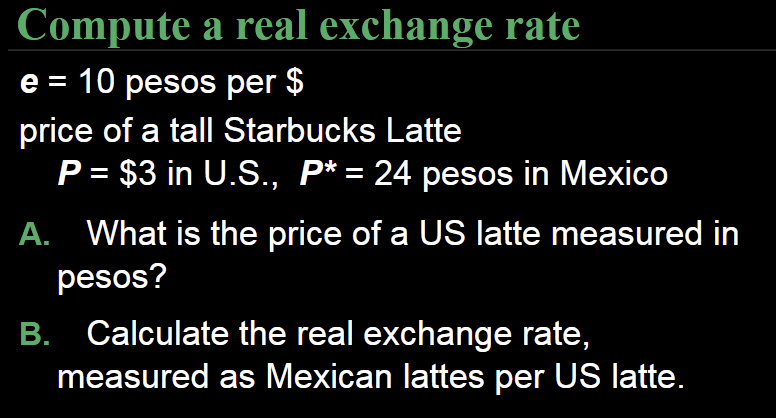 Compute a real exchange rate
e = 10 pesos per $
price of a tall Starbucks Latte
P = $3 in U.S., P* = 24 pesos in Mexico
A. What is the price of a US latte measured in
pesos?
B. Calculate the real exchange rate,
measured as Mexican lattes per US latte.